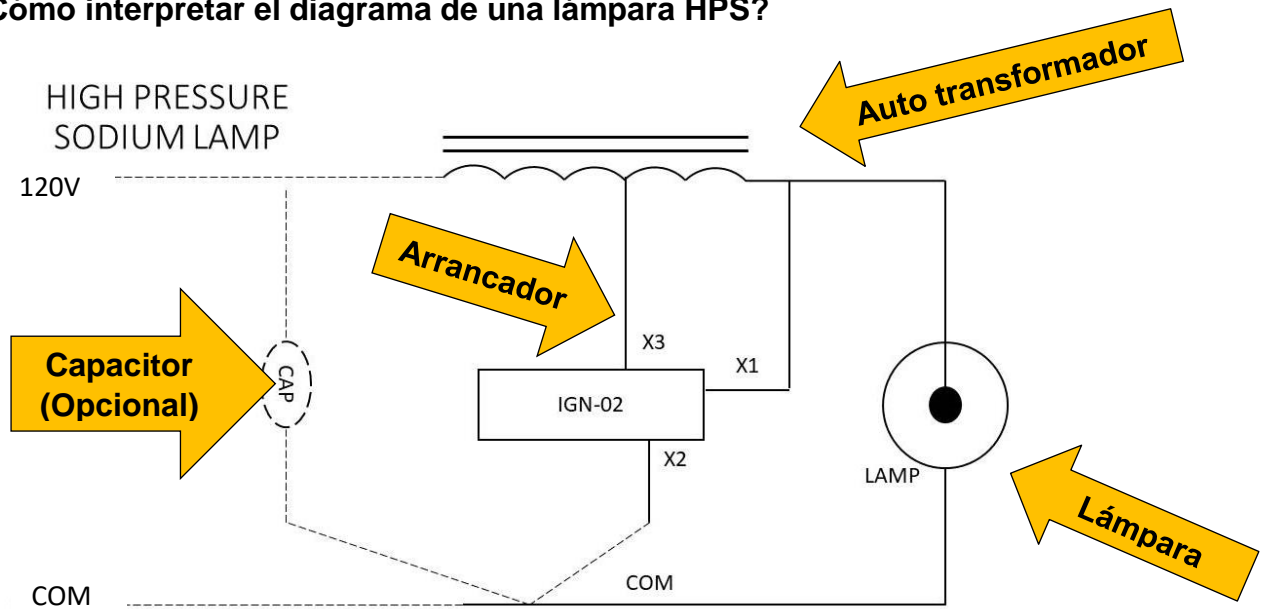 Cómo interpretar el diagrama de una lámpara HPS?
Auto transformador
HIGH PRESSURE
SODIUM LAMP
120V
Arrancador
X3
X1
Capacitor
(Opcional)
CAP
IGN-02
X2
LAMP
Lámpara
COM
COM